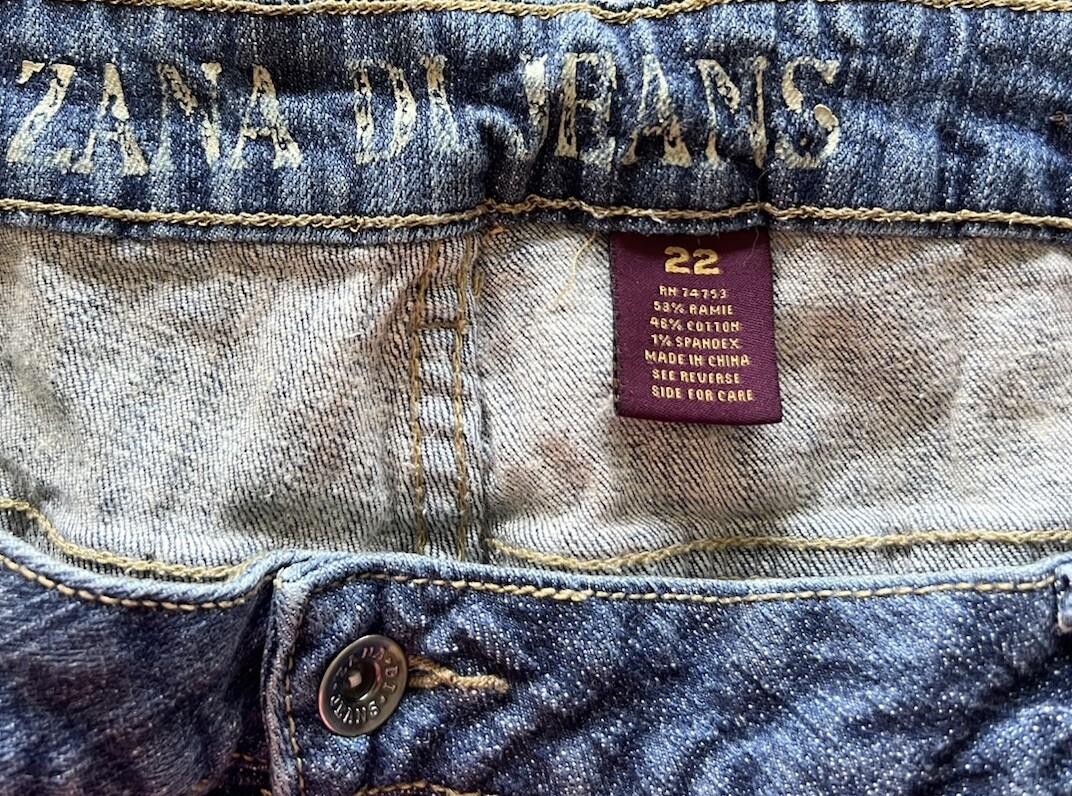 ZANA DI JEANS
22
RN 74753
53% RAMIE
46% COTTON
1% SPANDEX
MADE IN CHINA
SEE REVERSE
SIDE FOR CARE
JEANS